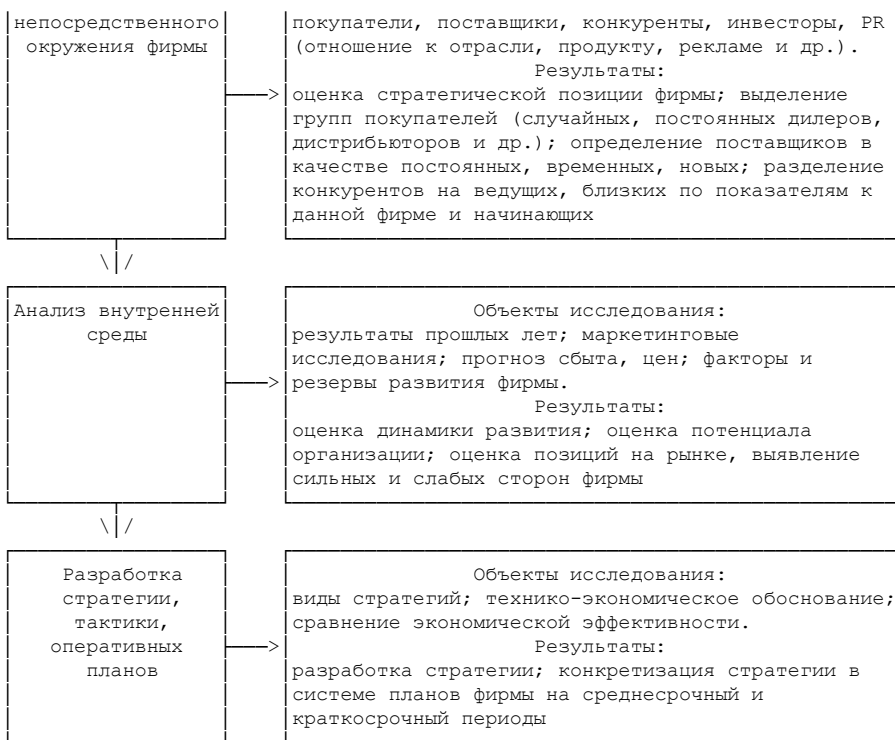 непосредственного
окружения фирмы
покупатели, поставщики, конкуренты, инвесторы, PR
(отношение к отрасли, продукту, рекламе и др.).
Результаты:
оценка стратегической позиции фирмы; выделение
групп покупателей (случайных, постоянных дилеров,
дистрибьюторов и др.); определение поставщиков в
качестве постоянных, временных, новых; разделение
конкурентов на ведущих, близких по показателям к
данной фирме и начинающих
Анализ внутренней
среды
Объекты исследования:
результаты прошлых лет; маркетинговые
исследования; прогноз сбыта, цен; факторы и
резервы развития фирмы.
Результаты:
оценка динамики развития; оценка потенциала
организации; оценка позиций на рынке, выявление
сильных и слабых сторон фирмы
Разработка
стратегии,
тактики,
оперативных
планов
Объекты исследования:
виды стратегий; технико-экономическое обоснование;
сравнение экономической эффективности.
Результаты:
разработка стратегии; конкретизация стратегии в
системе планов фирмы на среднесрочный и
краткосрочный периоды